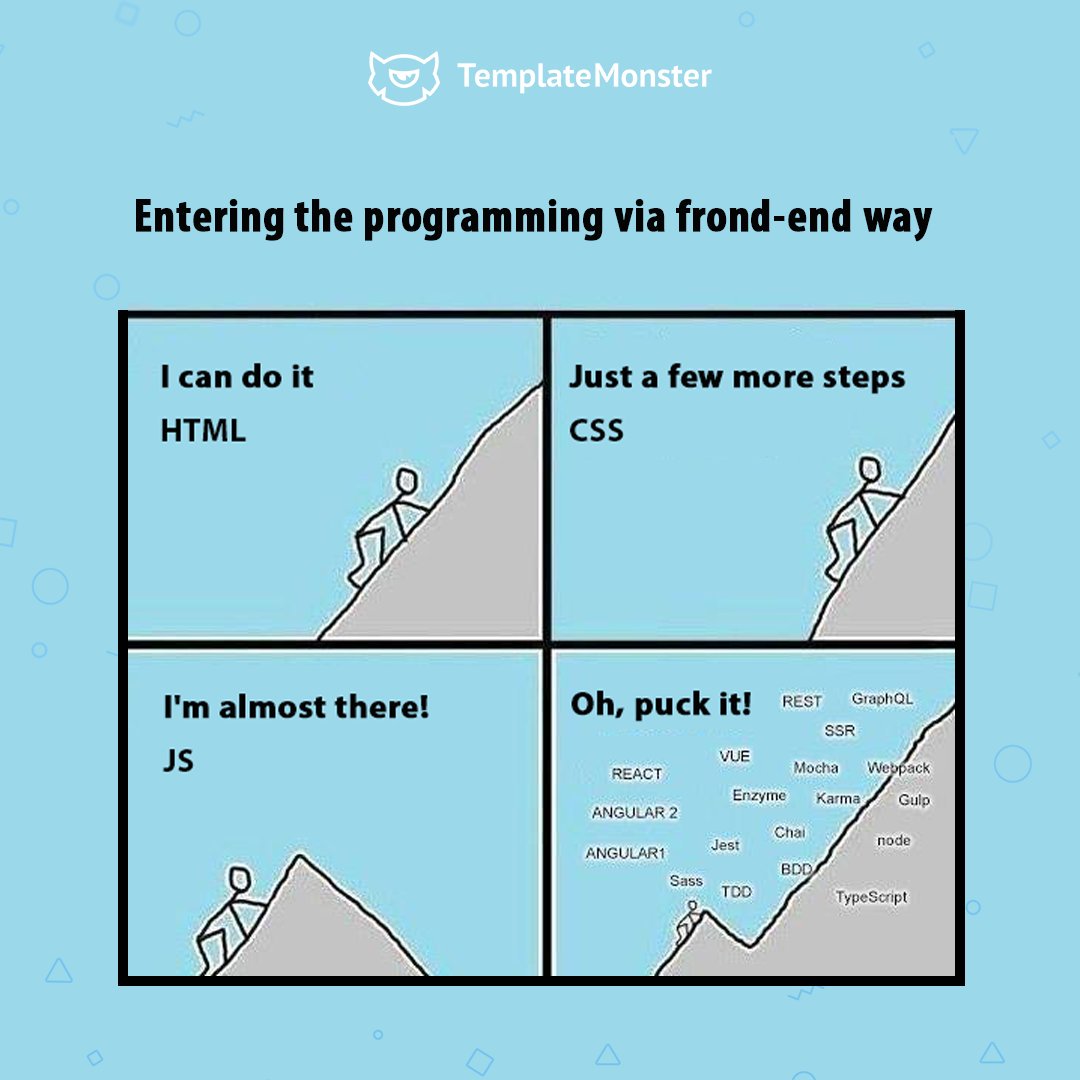 TemplateMonster
Entering the programming via frond-end way
I can do it
HTML
Just a few more steps
CSS
I'm almost there!
JS
Oh, puck it!
REST
GraphQL
SSR
VUE
REACT
Mocha
Webpack
Enzyme
Karma
Gulp
ANGULAR 2
Chai
node
Jest
ANGULAR1
BDD
Sass
TDD
TypeScript